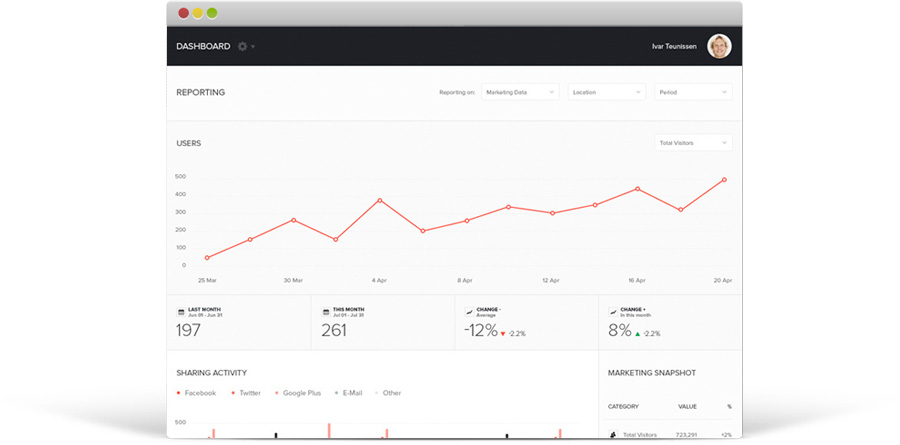 DASHBOARD
Ivar Teunissen
REPORTING
Reporting on: Marketing Data Location Period
USERS
Total Visitors
500
400
300
200
100
0
25 Mar 30 Mar 4 Apr 8 Apr 12 Apr 16 Apr 20 Apr
LAST MONTH
Jun 01 - Jun 31
197
THIS MONTH
Jul 01 - Jul 31
261
CHANGE -
Average
-12% -2.2%
CHANGE +
In this month
8% -2.2%
SHARING ACTIVITY
Facebook Twitter Google Plus E-Mail Other
500
MARKETING SNAPSHOT
CATEGORY VALUE %
Total Visitors 723,291 +2%